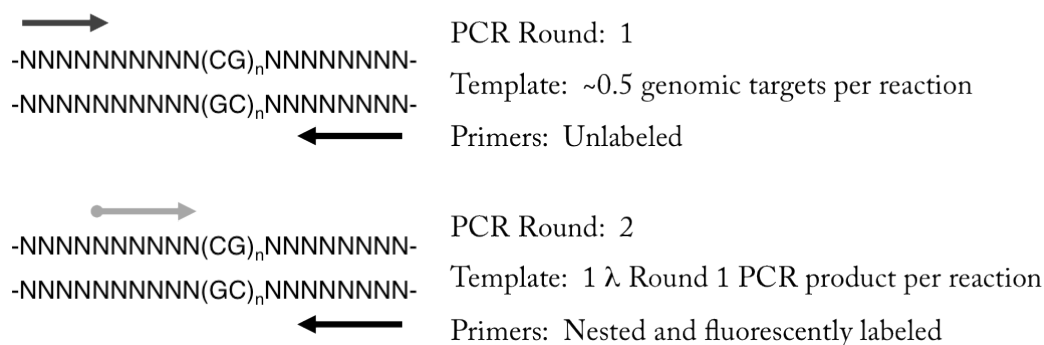 -NNNNNNNNNN(CG)nNNNNNNNN-
-NNNNNNNNNN(GC)nNNNNNNNN-
PCR Round: 1
Template: ~0.5 genomic targets per reaction
Primers: Unlabeled
-NNNNNNNNNN(CG)nNNNNNNNN-
-NNNNNNNNNN(GC)nNNNNNNNN-
PCR Round: 2
Template: 1 λ Round 1 PCR product per reaction
Primers: Nested and fluorescently labeled